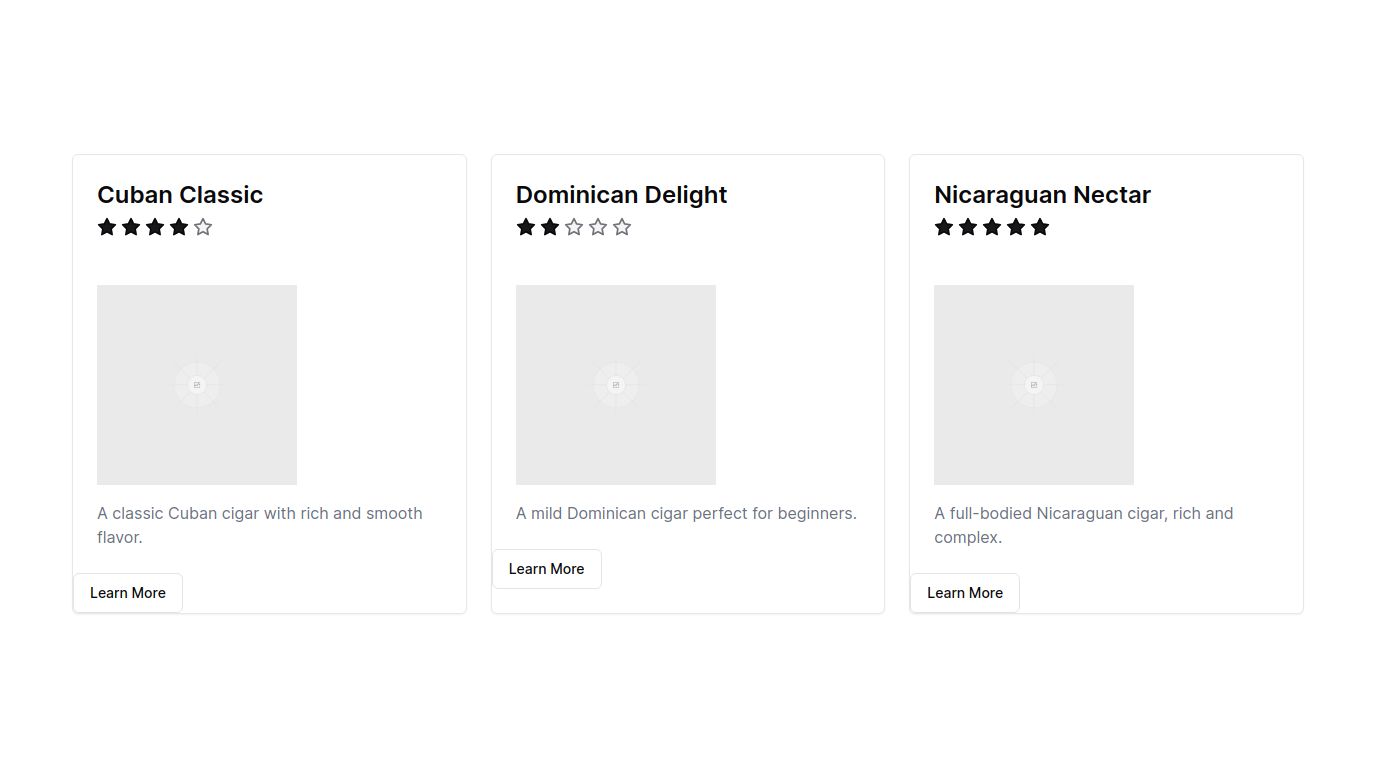 Cuban Classic
A classic Cuban cigar with rich and smooth
flavor.
Learn More
Dominican Delight
A mild Dominican cigar perfect for beginners.
Learn More
Nicaraguan Nectar
A full-bodied Nicaraguan cigar, rich and
complex.
Learn More